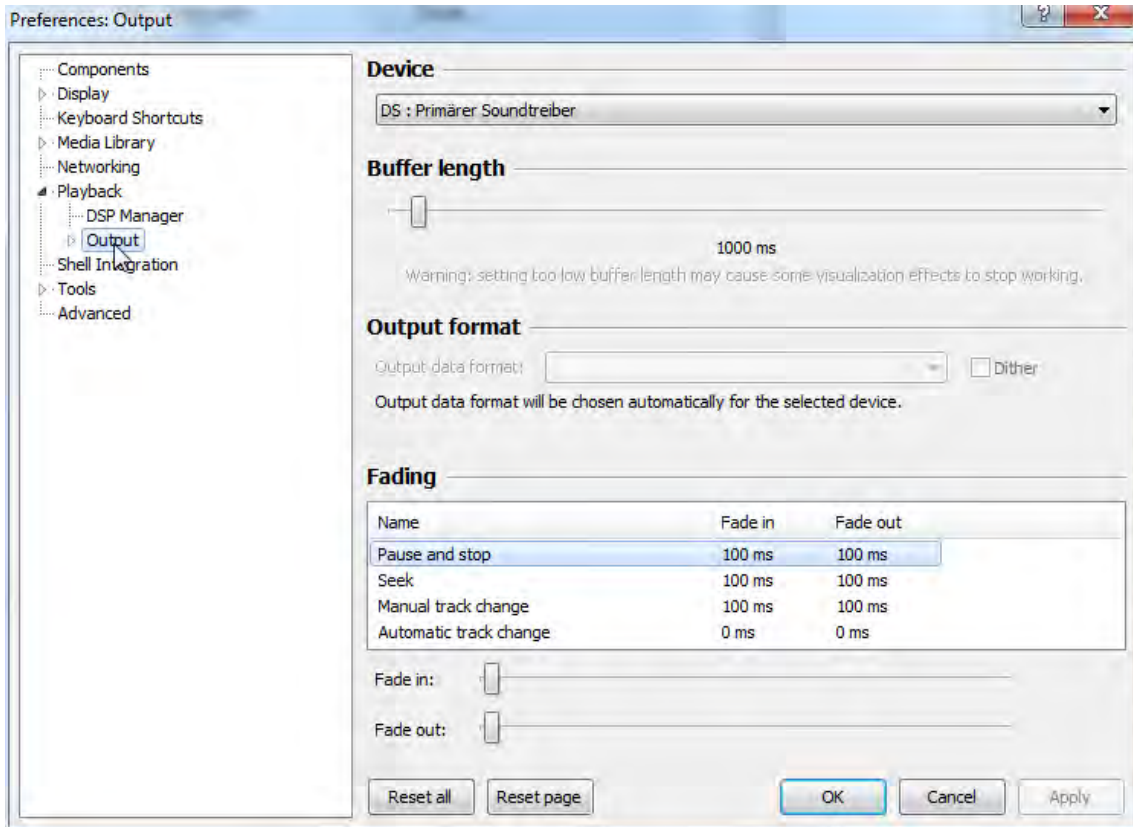 Preferences: Output
Components
Display
Keyboard Shortcuts
Media Library
Networking
Playback
DSP Manager
Output
Shell Integration
Tools
Advanced
Device
DS : Primärer Soundtreiber
Buffer length
1000 ms
Warning: setting too low buffer length may cause some visualization effects to stop working.
Output format
Output data format: Dither
Output data format will be chosen automatically for the selected device.
Fading
Name Fade in Fade out
Pause and stop 100 ms 100 ms
Seek 100 ms 100 ms
Manual track change 100 ms 100 ms
Automatic track change 0 ms 0 ms
Fade in:
Fade out:
Reset all Reset page OK Cancel Apply